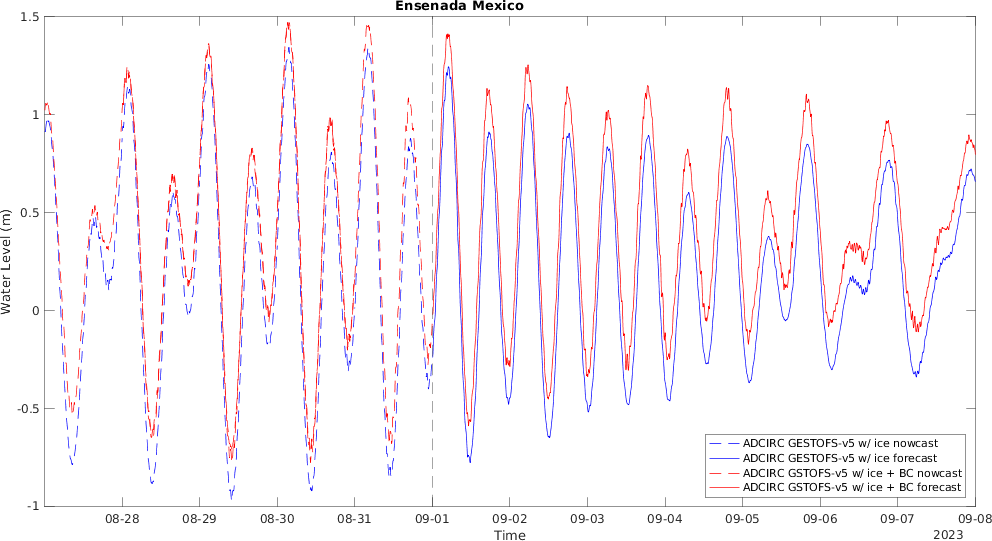 Ensenada Mexico
1.5
1
0.5
0
-0.5
-1
Water Level (m)
08-28 08-29 08-30 08-31 09-01 09-02 09-03 09-04 09-05 09-06 09-07 09-08
Time
2023
ADCIRC GESTOFS-v5 w/ ice nowcast
ADCIRC GESTOFS-v5 w/ ice forecast
ADCIRC GSTOFS-v5 w/ ice + BC nowcast
ADCIRC GSTOFS-v5 w/ ice + BC forecast